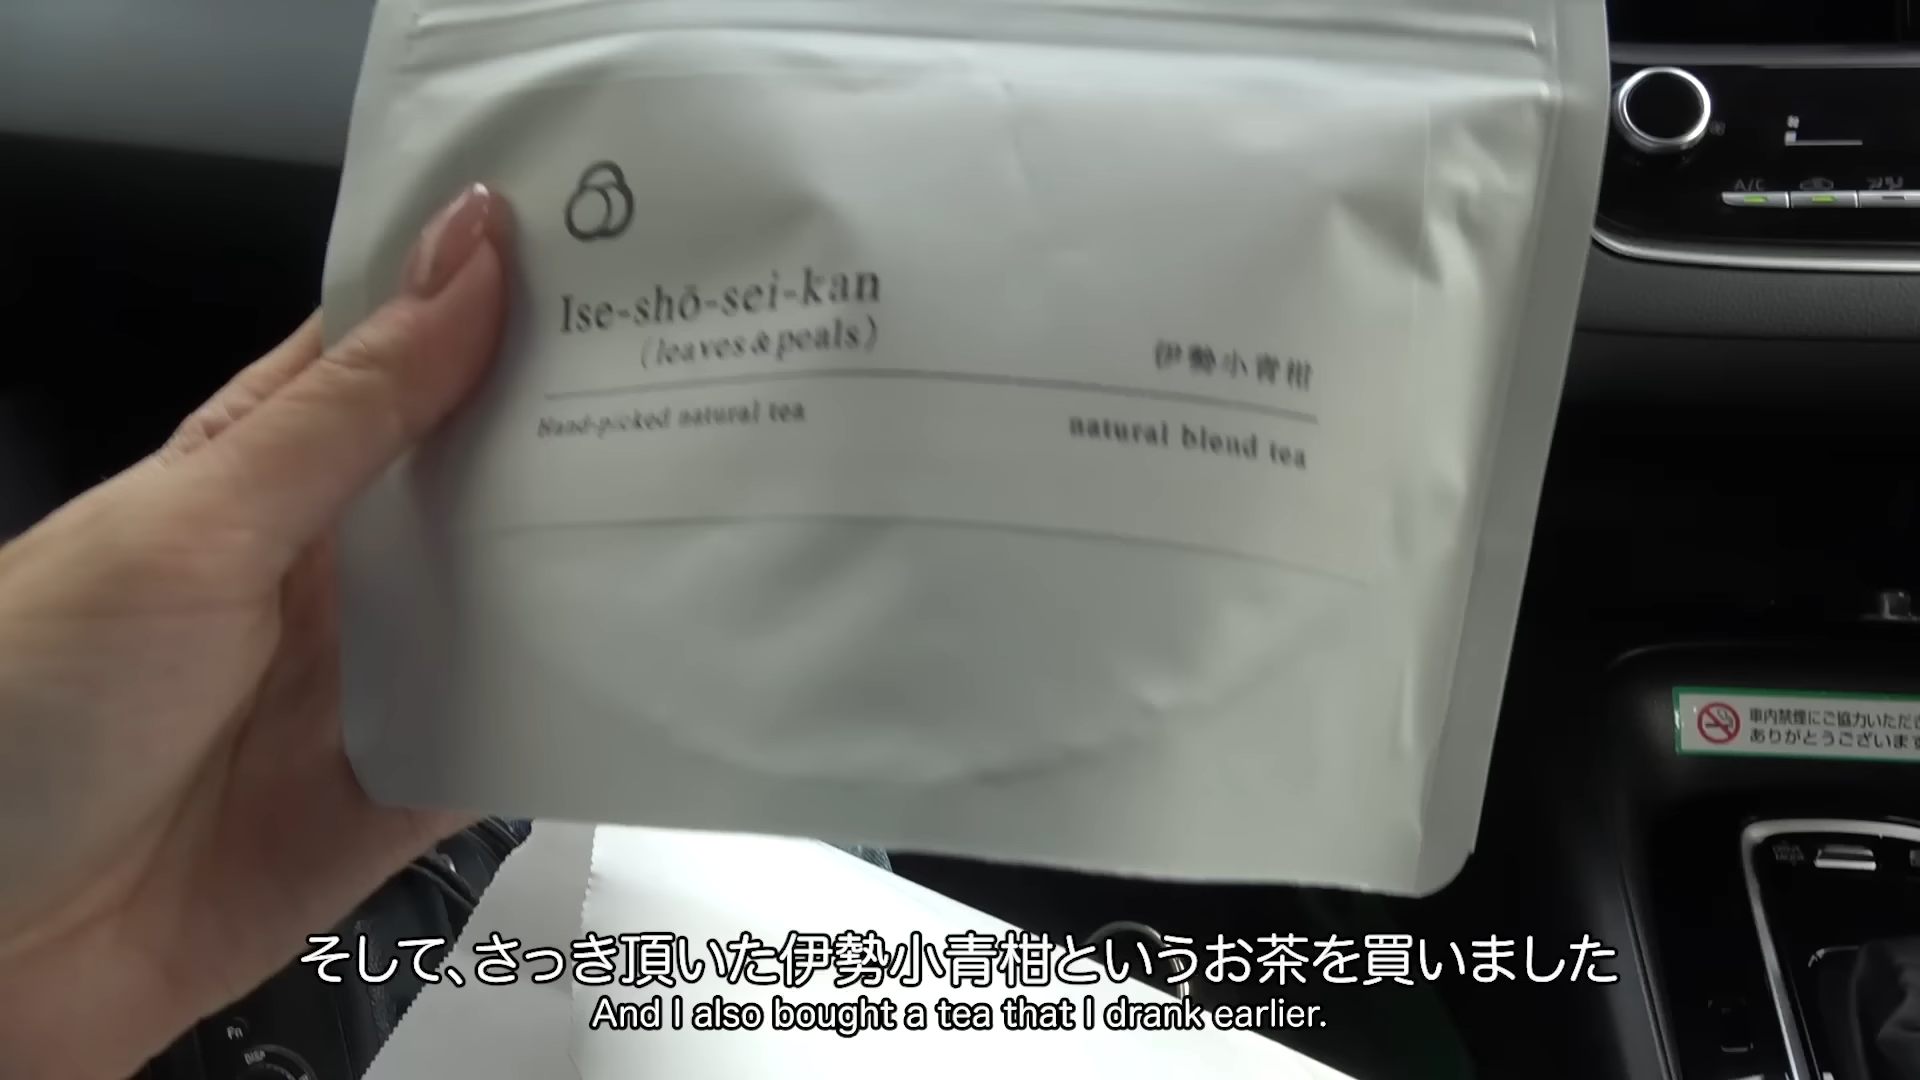 Ise-shō-sei-kan
(leaves & peals)
伊勢小青柑
Hand-picked natural tea
natural blend tea
A/C
車内禁煙にご協力いただき
ありがとうございます
Fn
DISP
そして、さっき頂いた伊勢小青柑というお茶を買いました
And I also bought a tea that I drank earlier.